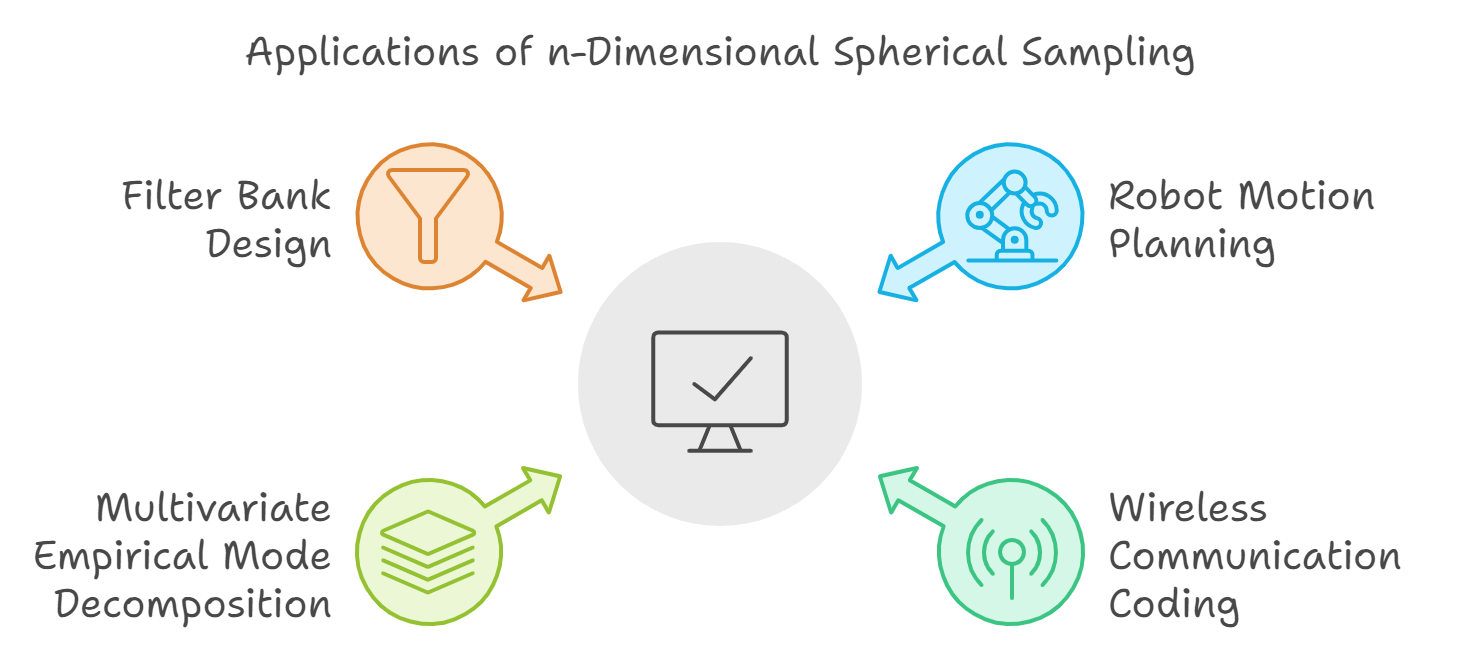 Applications of n-Dimensional Spherical Sampling
Filter Bank
Design
Robot Motion
Planning
Multivariate
Empirical Mode
Decomposition
Wireless
Communication
Coding